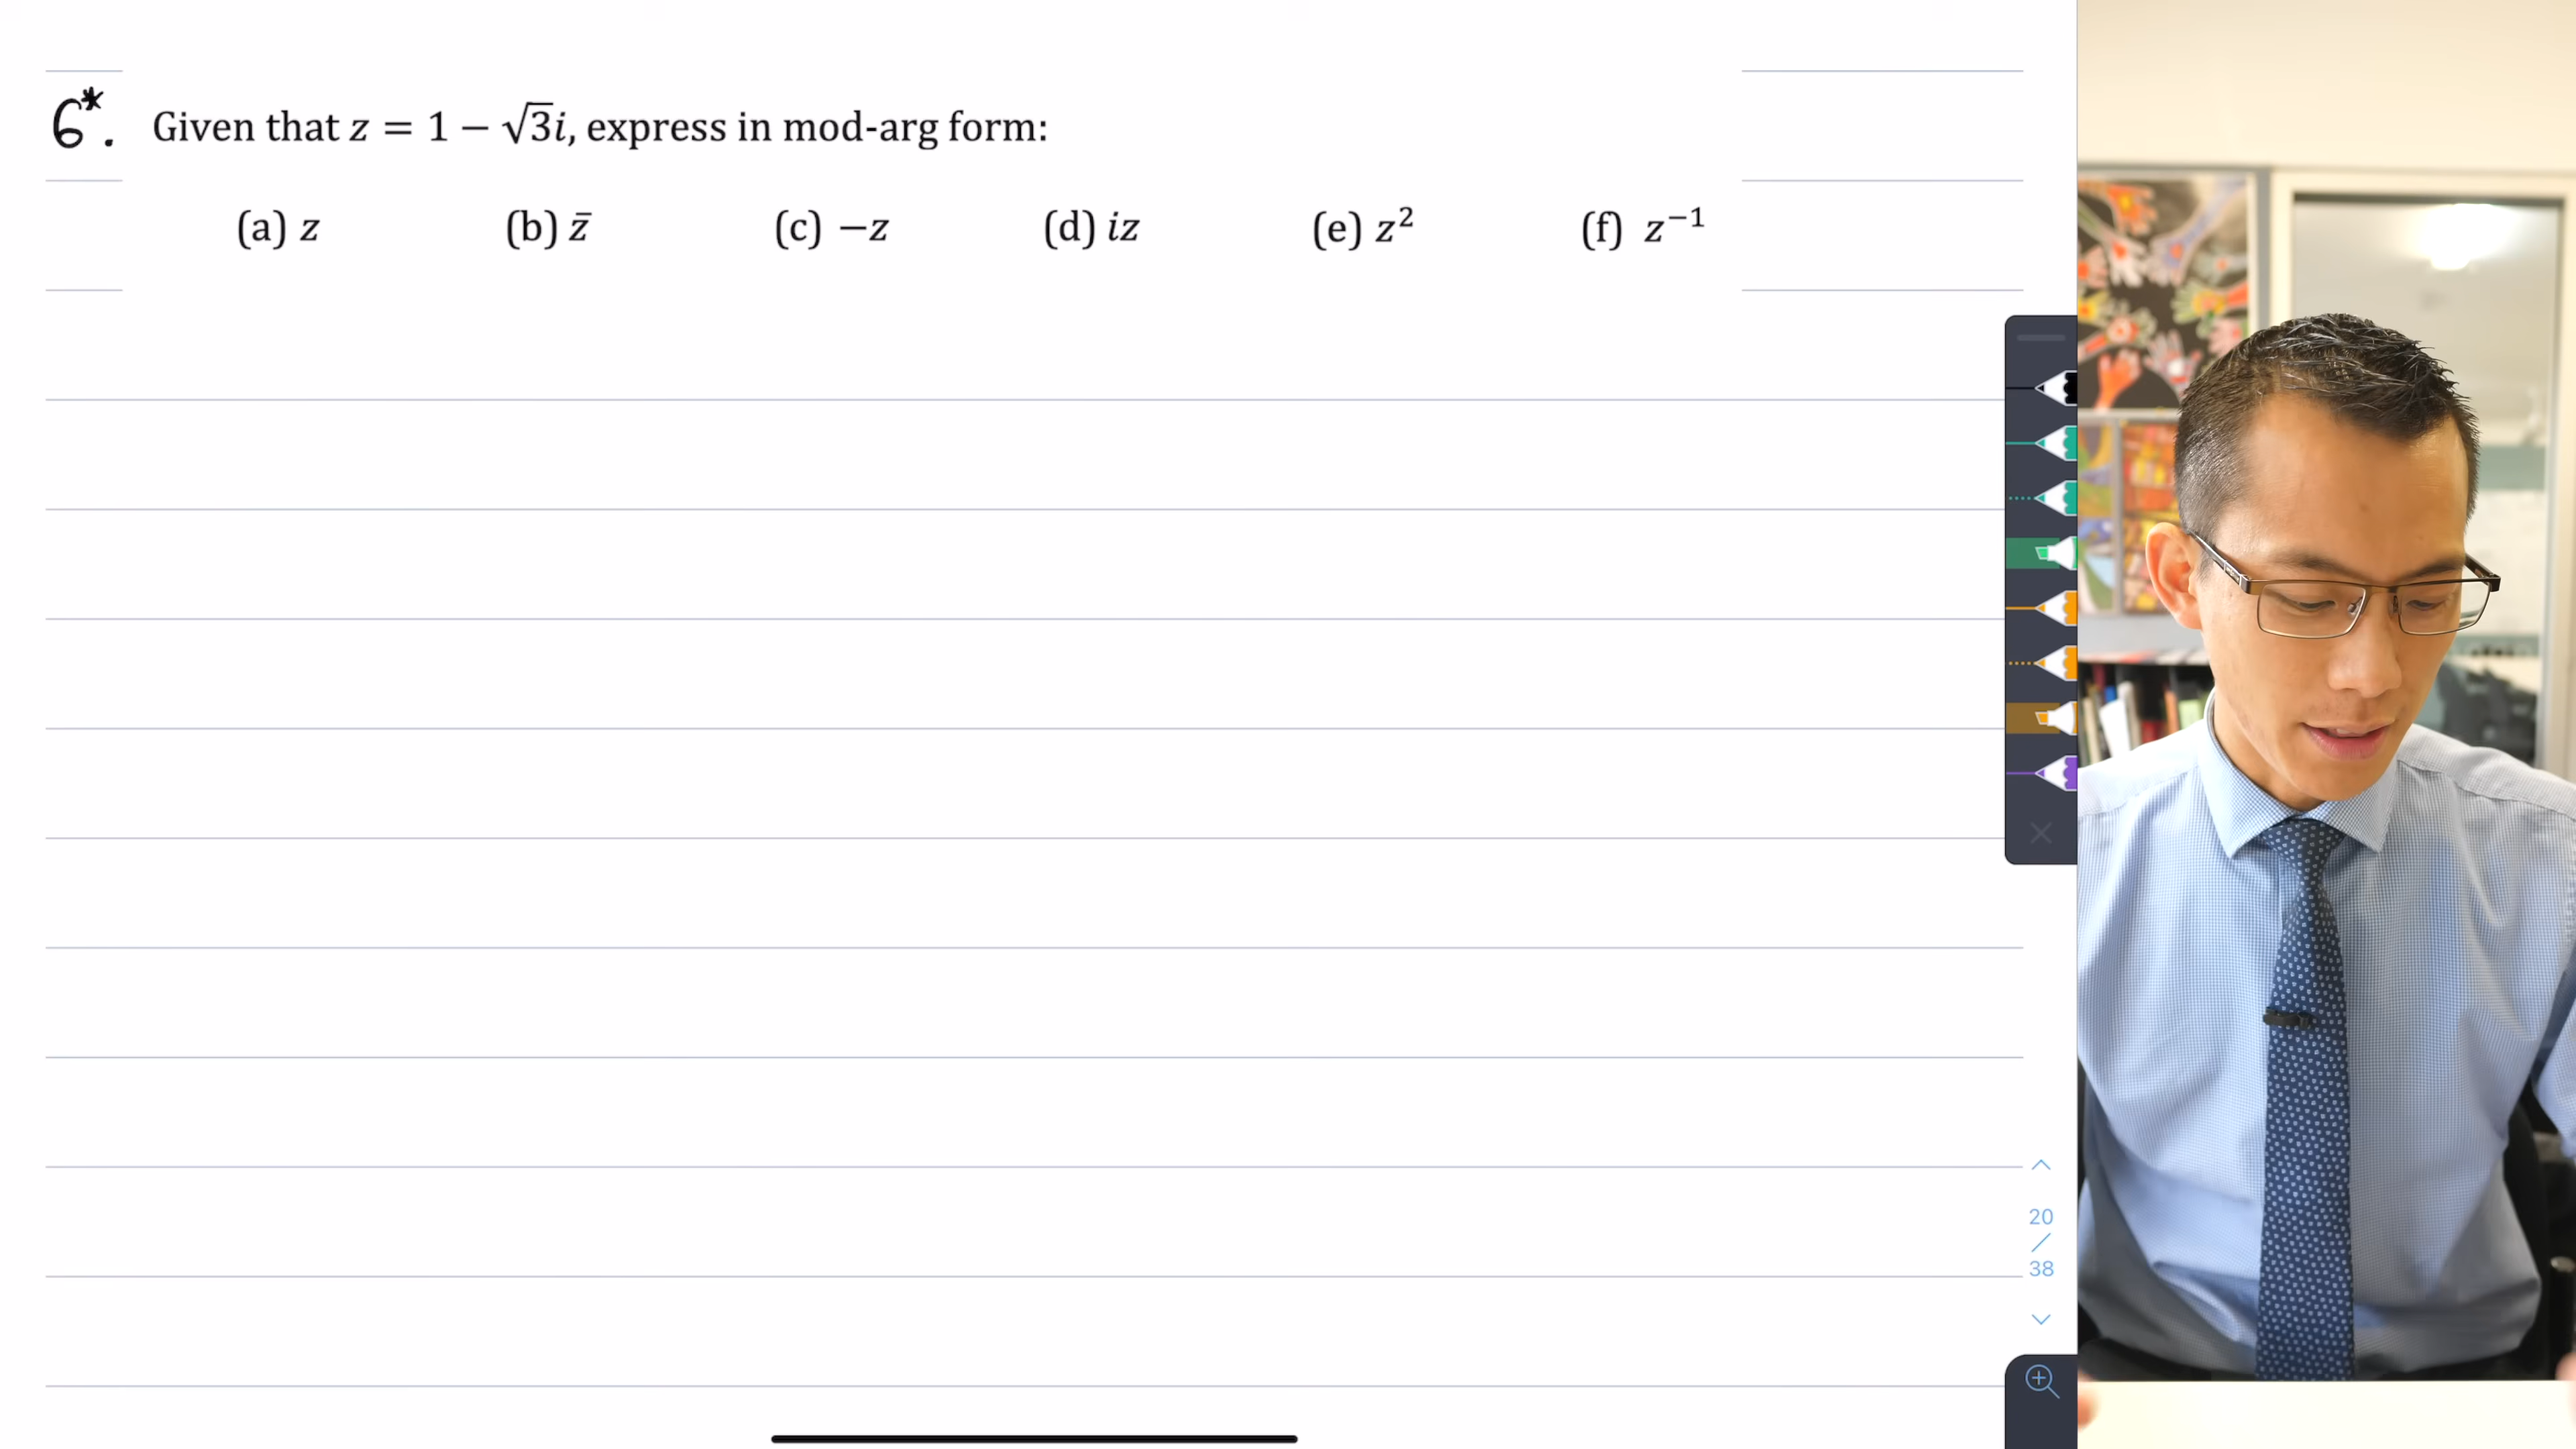 6*. Given that z = 1 − √3i, express in mod-arg form:
(a) z (b) z̄ (c) −z (d) iz (e) z² (f) z⁻¹
20
/
38